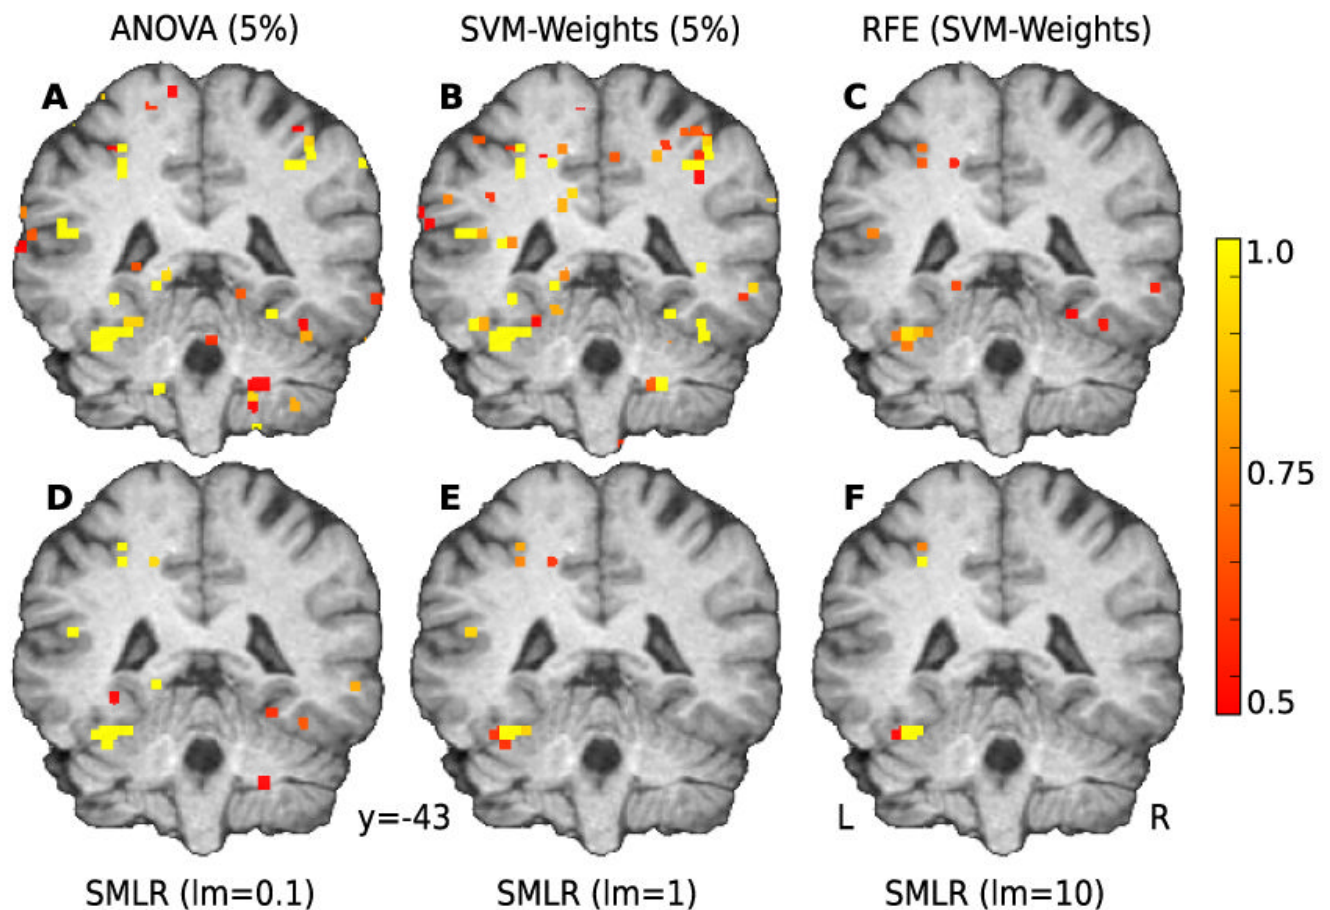 ANOVA (5%)
SVM-Weights (5%)
RFE (SVM-Weights)
A
B
C
1.0
0.75
0.5
D
E
F
y=-43
L
R
SMLR (lm=0.1)
SMLR (lm=1)
SMLR (lm=10)